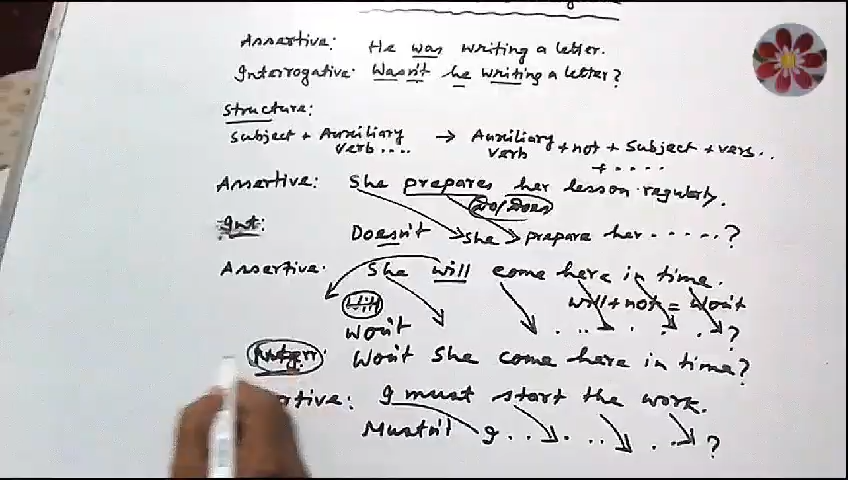 Assertive: He was writing a letter.
Interrogative: Wasn't he writing a letter?
Structure:
Subject + Auxiliary verb .... → Auxiliary verb + not + Subject + verb ..
+ .....
Assertive: She prepares her lesson regularly.
Do/Does
Int: Doesn't she prepare her .....?
Assertive: She will come here in time.
Will will + not = Won't
Won't ... . . . ?
Interr: Won't She come here in time?
I must start the work.
Mustn't I . . . . . . . ?